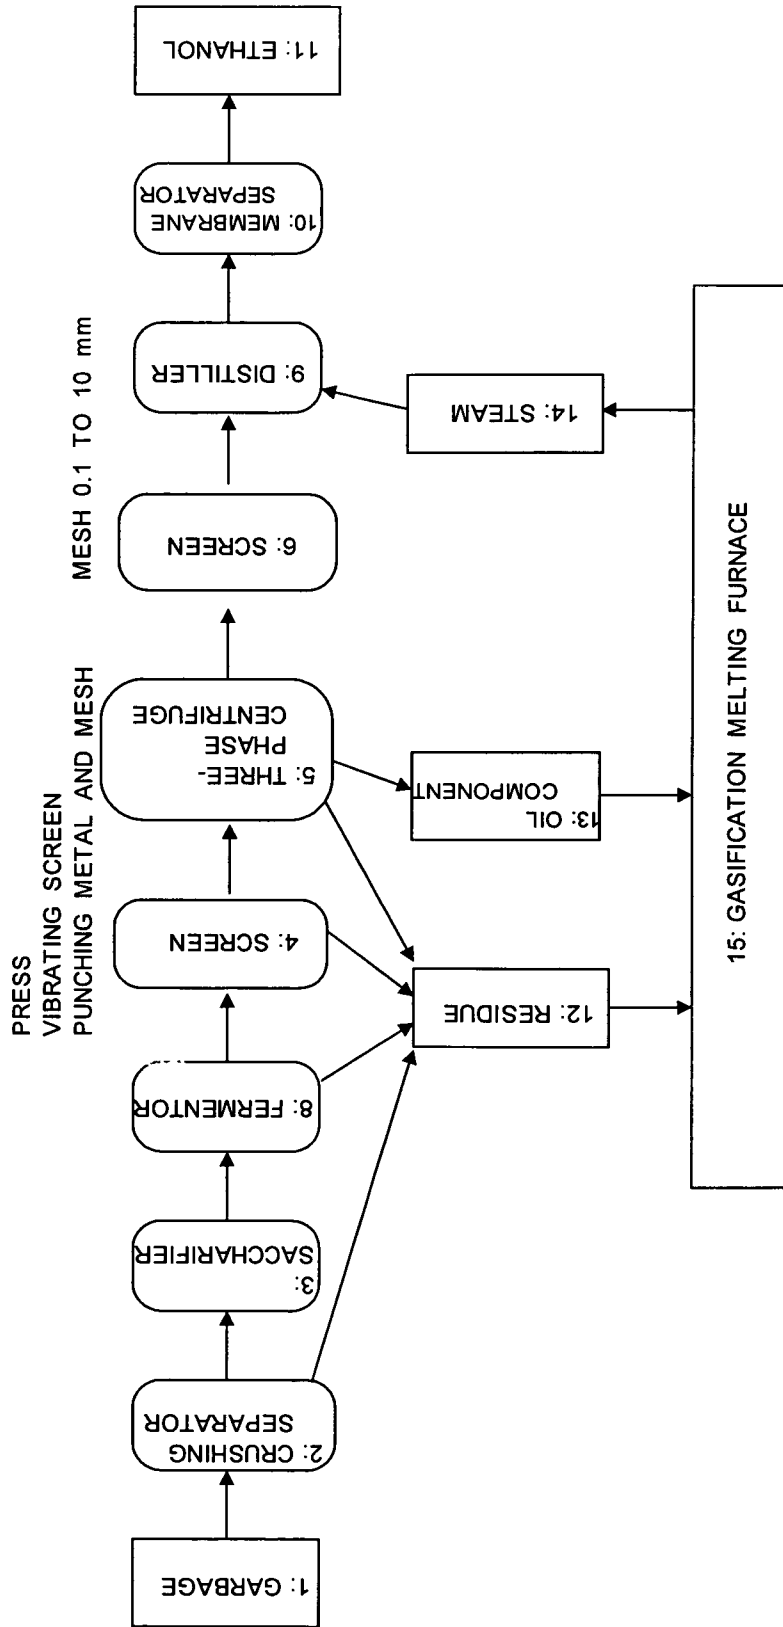 PRESS
VIBRATING SCREEN
PUNCHING METAL AND MESH
MESH 0.1 TO 10 mm
1: GARBAGE
2: CRUSHING
SEPARATOR
3:
SACCHARIFIER
8: FERMENTOR
4: SCREEN
5: THREE-
PHASE
CENTRIFUGE
6: SCREEN
9: DISTILLER
10: MEMBRANE
SEPARATOR
11: ETHANOL
12: RESIDUE
13: OIL
COMPONENT
14: STEAM
15: GASIFICATION MELTING FURNACE